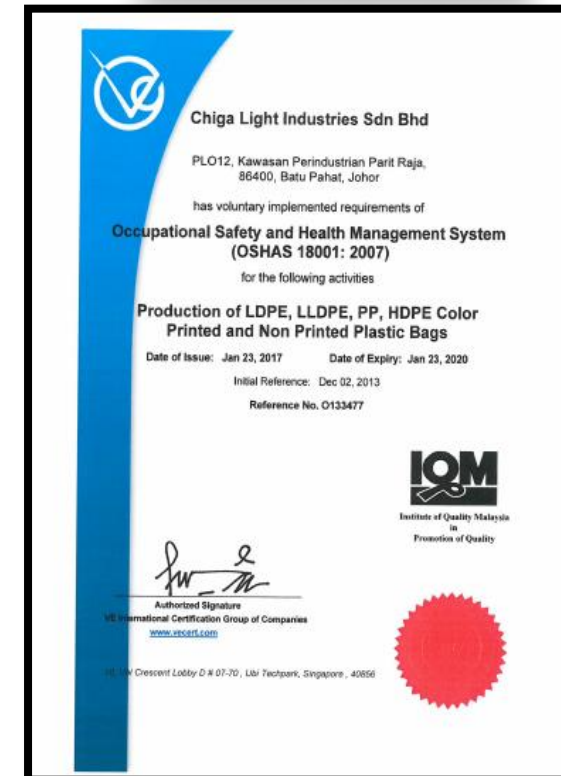 Chiga Light Industries Sdn Bhd
PLO12, Kawasan Perindustrian Parit Raja,
86400, Batu Pahat, Johor
has voluntary implemented requirements of
Occupational Safety and Health Management System
(OSHAS 18001: 2007)
for the following activities
Production of LDPE, LLDPE, PP, HDPE Color
Printed and Non Printed Plastic Bags
Date of Issue: Jan 23, 2017 Date of Expiry: Jan 23, 2020
Initial Reference: Dec 02, 2013
Reference No. O133477
IQM
Institute of Quality Malaysia
in
Promotion of Quality
Authorized Signature
VE International Certification Group of Companies
www.vecert.com
Crescent Lobby D # 07-70 , Ubi Techpark, Singapore , 40856